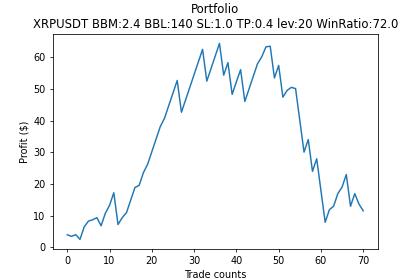 Portfolio
XRPUSDT BBM:2.4 BBL:140 SL:1.0 TP:0.4 lev:20 WinRatio:72.0
60
50
40
30
20
10
0
Profit ($)
0 10 20 30 40 50 60 70
Trade counts